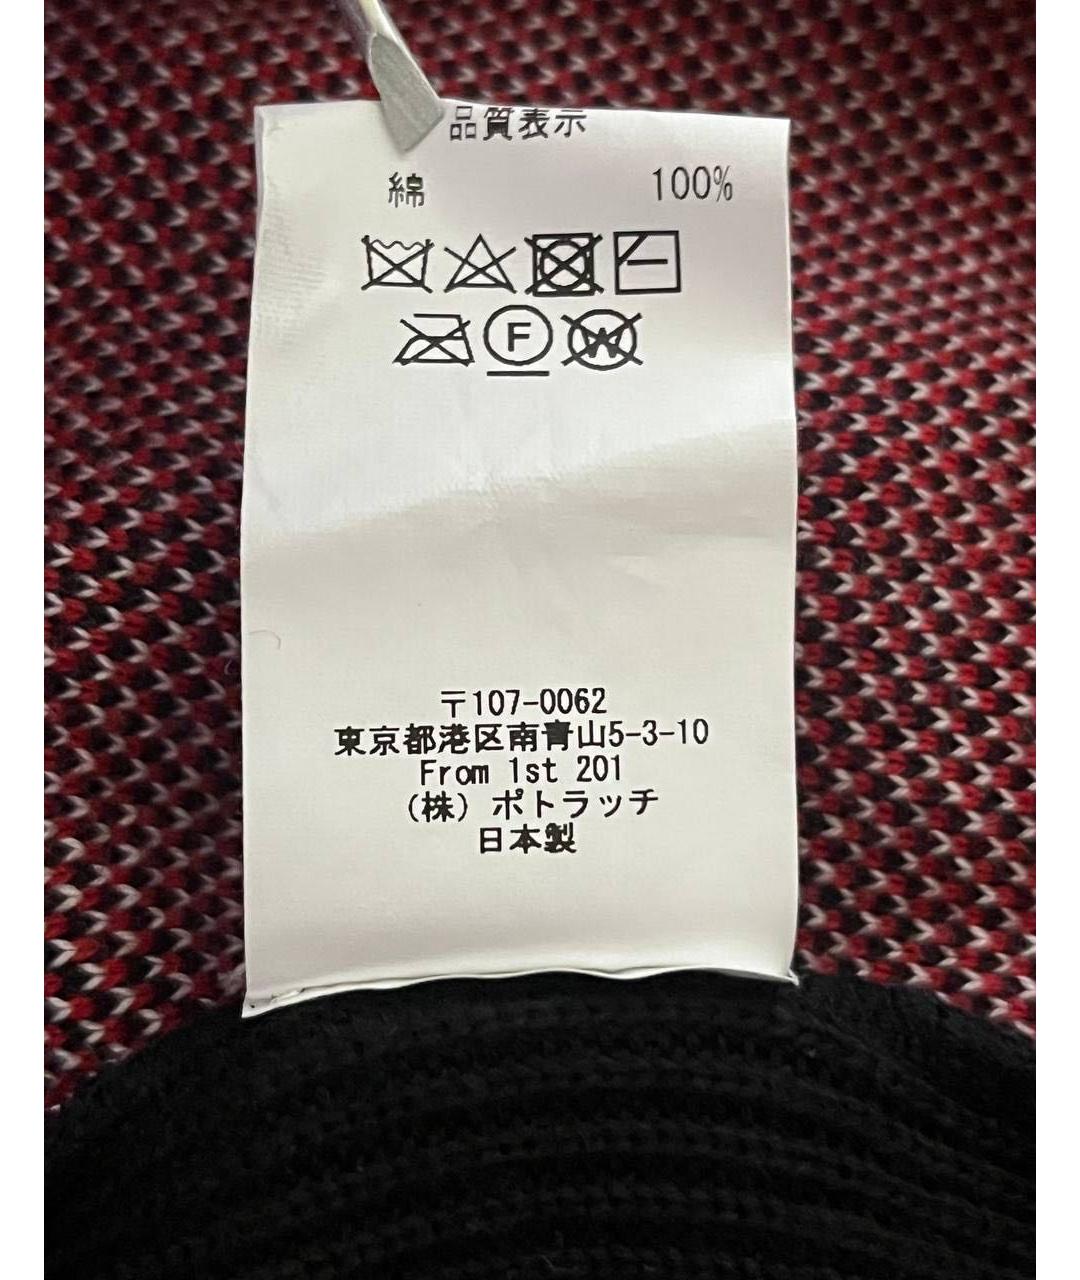 品質表示
綿 100%
F
W
〒107-0062
東京都港区南青山5-3-10
From 1st 201
(株) ポトラッチ
日本製